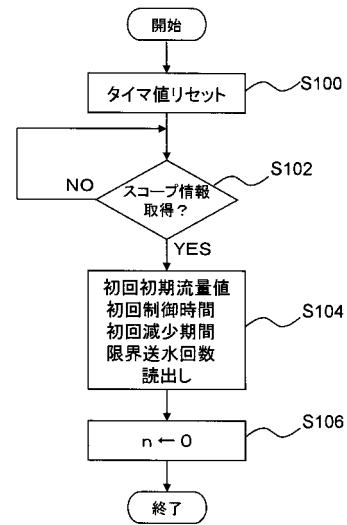 開始
タイマ値リセット
S100
スコープ情報
取得？
S102
NO
YES
初回初期流量値
初回制御時間
初回減少期間
限界送水回数
読出し
S104
n ← 0
S106
終了